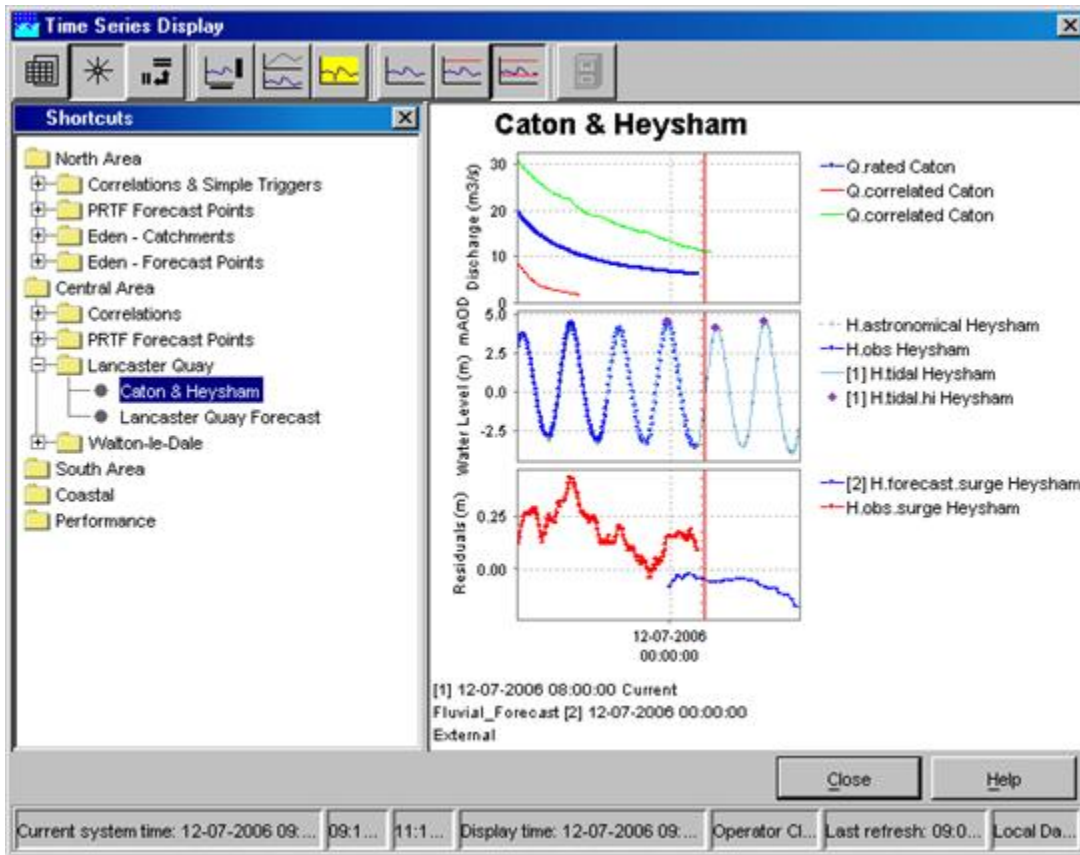 Time Series Display
Shortcuts
North Area
Correlations & Simple Triggers
PRTF Forecast Points
Eden - Catchments
Eden - Forecast Points
Central Area
Correlations
PRTF Forecast Points
Lancaster Quay
Caton & Heysham
Lancaster Quay Forecast
Walton-le-Dale
South Area
Coastal
Performance
Caton & Heysham
Discharge (m3/s)
30
20
10
0
Q.rated Caton
Q.correlated Caton
Q.correlated Caton
Water Level (m) mAOD
5.0
2.5
0.0
-2.5
H.astronomical Heysham
H.obs Heysham
[1] H.tidal Heysham
[1] H.tidal.hi Heysham
Residuals (m)
0.25
0.00
[2] H.forecast.surge Heysham
H.obs.surge Heysham
12-07-2006
00:00:00
[1] 12-07-2006 08:00:00 Current
Fluvial_Forecast [2] 12-07-2006 00:00:00
External
Close
Help
Current system time: 12-07-2006 09:...
09:1...
11:1...
Display time: 12-07-2006 09:...
Operator Cl...
Last refresh: 09:0...
Local Da...